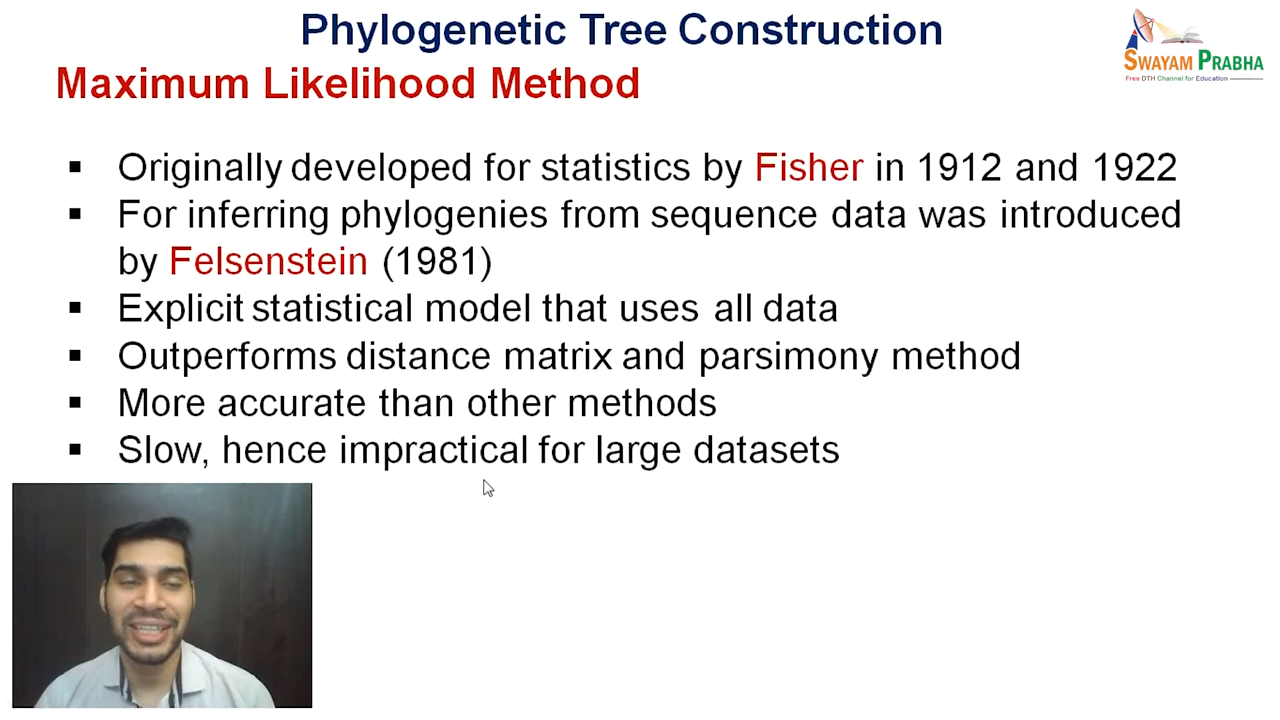 Phylogenetic Tree Construction
SWAYAM PRABHA
Free DTH Channel for Education
Maximum Likelihood Method
▪ Originally developed for statistics by Fisher in 1912 and 1922
▪ For inferring phylogenies from sequence data was introduced
by Felsenstein (1981)
▪ Explicit statistical model that uses all data
▪ Outperforms distance matrix and parsimony method
▪ More accurate than other methods
▪ Slow, hence impractical for large datasets